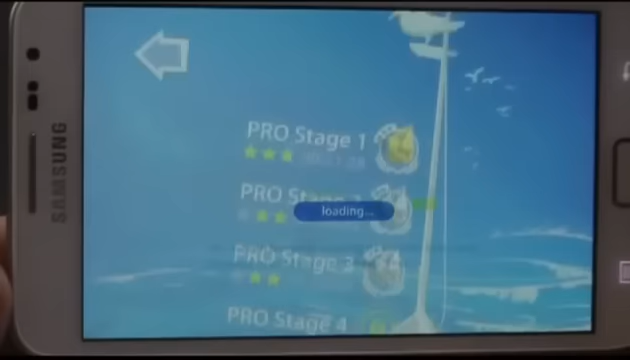 SAMSUNG
PRO Stage 1
PRO Stage
loading...
PRO Stage 3
PRO Stage 4